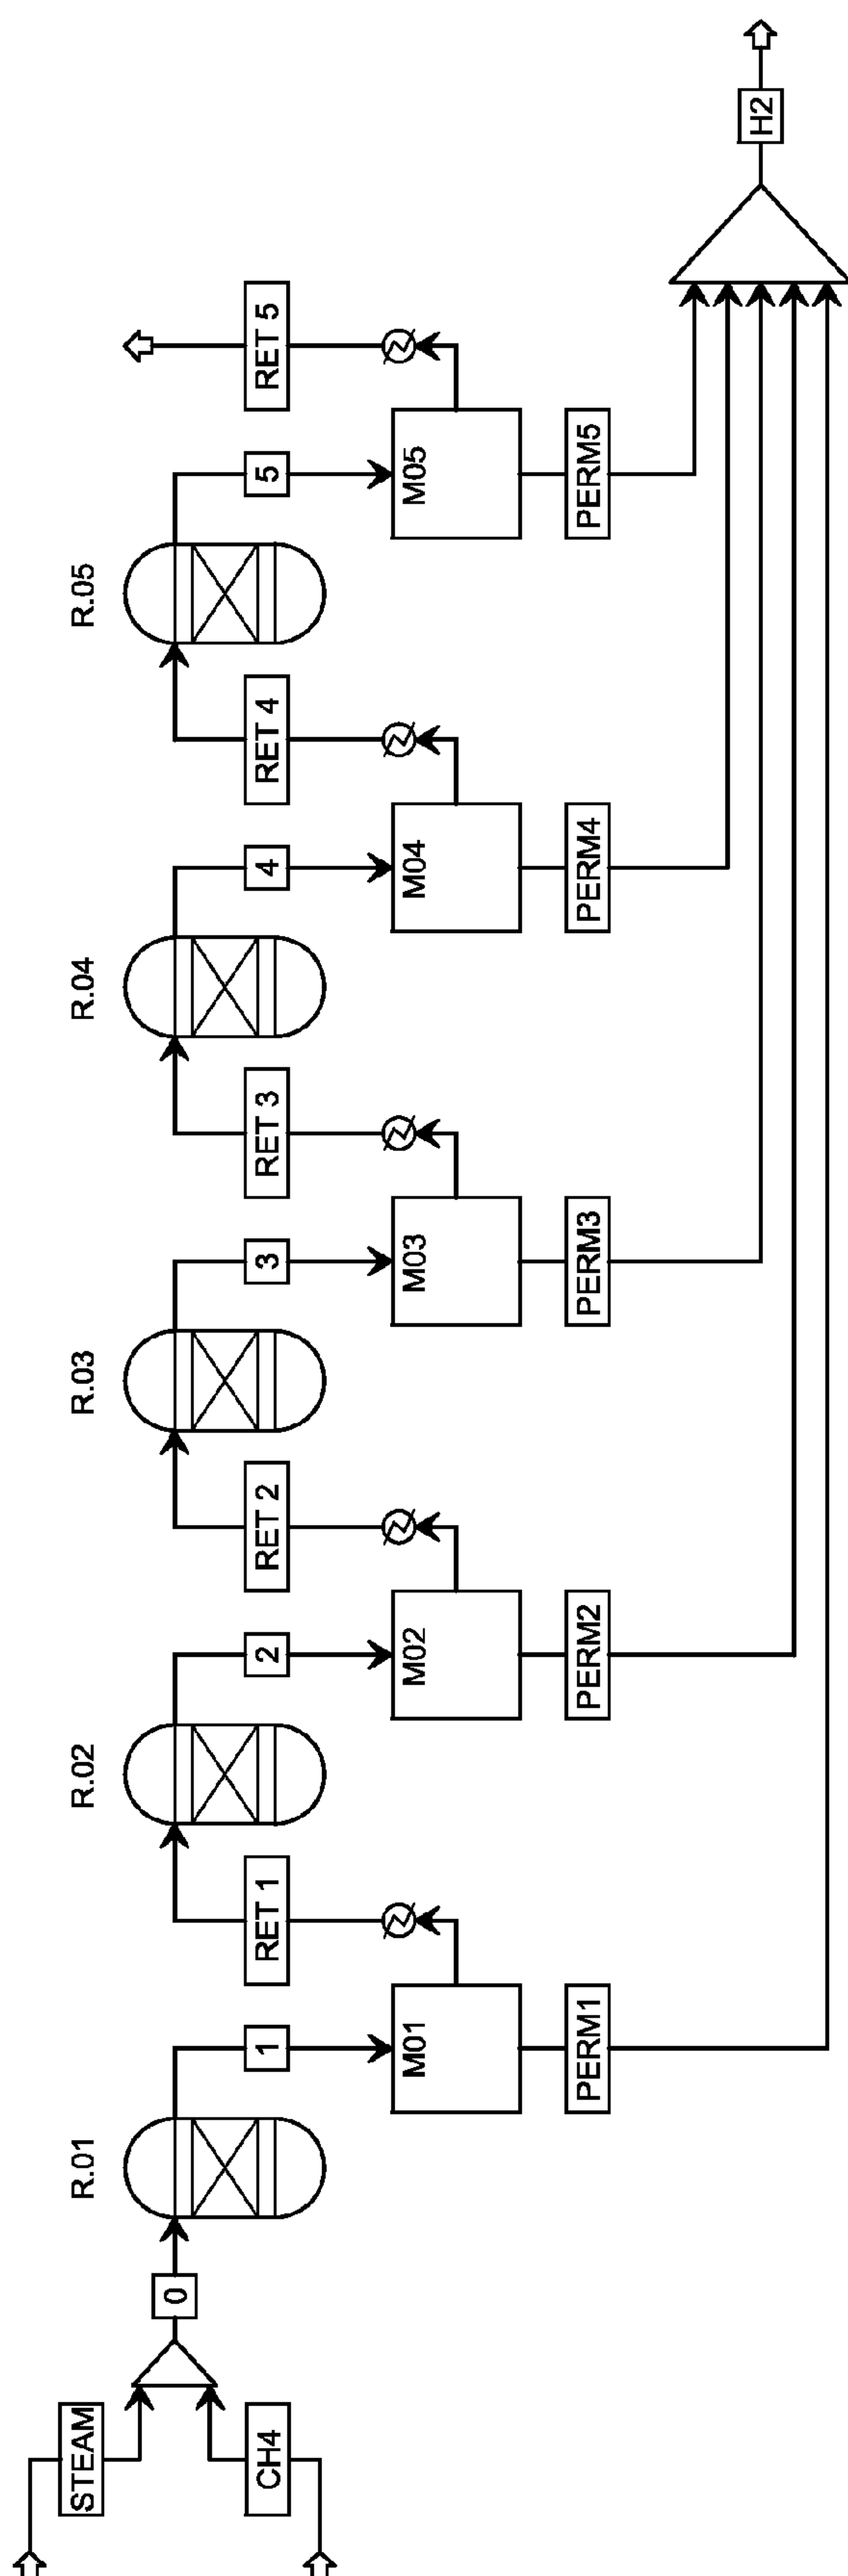 STEAM
CH4
0
R.01
1
M01
PERM1
RET 1
R.02
2
M02
PERM2
RET 2
R.03
3
M03
PERM3
RET 3
R.04
4
M04
PERM4
RET 4
R.05
5
M05
PERM5
RET 5
H2